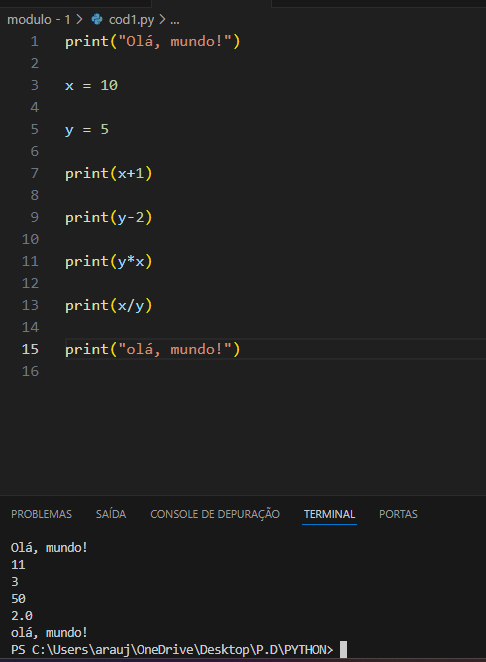 modulo - 1 > cod1.py > ...
1 print("Olá, mundo!")
2
3 x = 10
4
5 y = 5
6
7 print(x+1)
8
9 print(y-2)
10
11 print(y*x)
12
13 print(x/y)
14
15 print("olá, mundo!")
16
PROBLEMAS SAÍDA CONSOLE DE DEPURAÇÃO TERMINAL PORTAS
Olá, mundo!
11
3
50
2.0
olá, mundo!
PS C:\Users\arauj\OneDrive\Desktop\P.D\PYTHON>